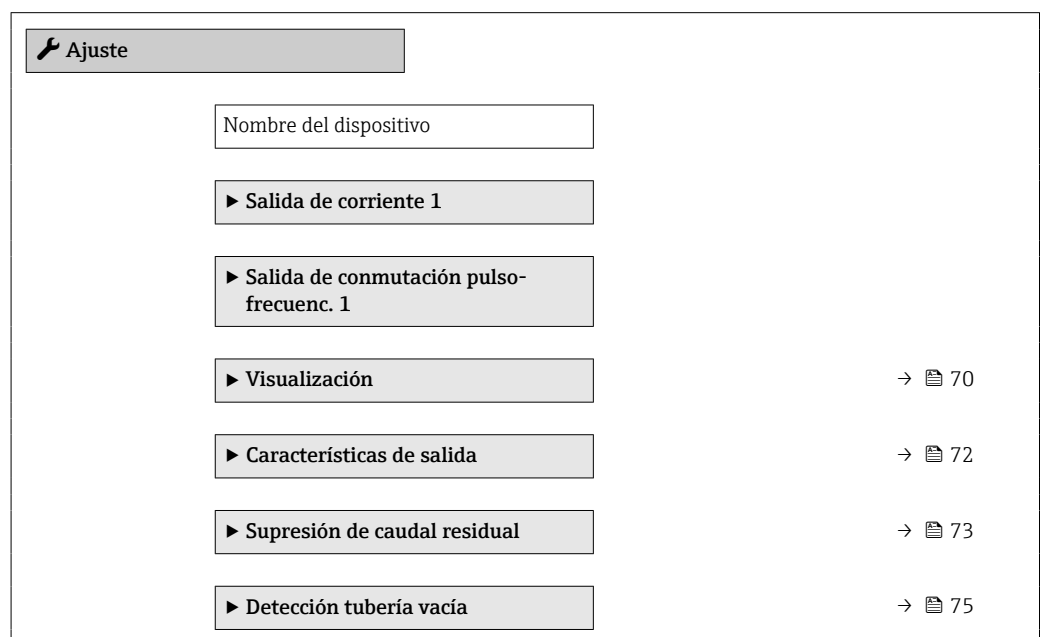 Ajuste
Nombre del dispositivo
▶ Salida de corriente 1
▶ Salida de conmutación pulso-
frecuenc. 1
▶ Visualización → 70
▶ Características de salida → 72
▶ Supresión de caudal residual → 73
▶ Detección tubería vacía → 75